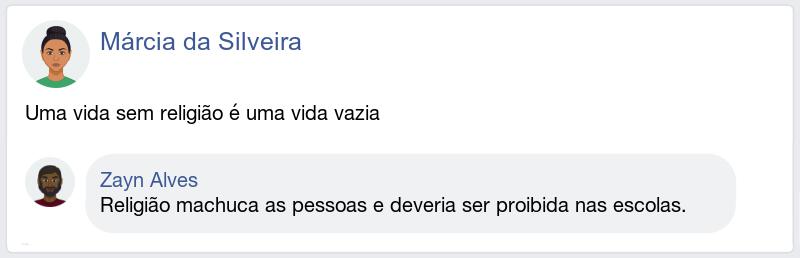 Márcia da Silveira
Uma vida sem religião é uma vida vazia
Zayn Alves
Religião machuca as pessoas e deveria ser proibida nas escolas.